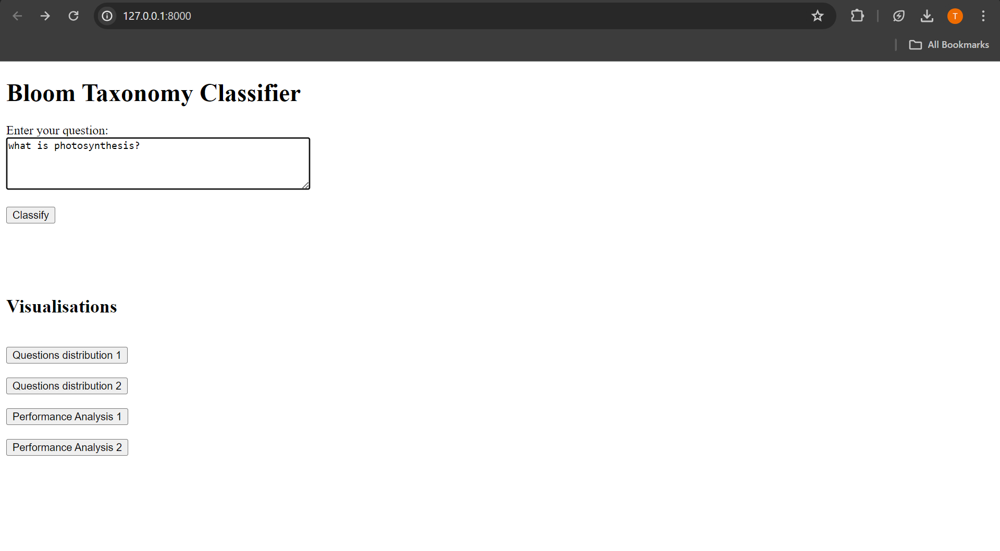 127.0.0.1:8000
T
All Bookmarks
Bloom Taxonomy Classifier
Enter your question:
what is photosynthesis?
Classify
Visualisations
Questions distribution 1
Questions distribution 2
Performance Analysis 1
Performance Analysis 2